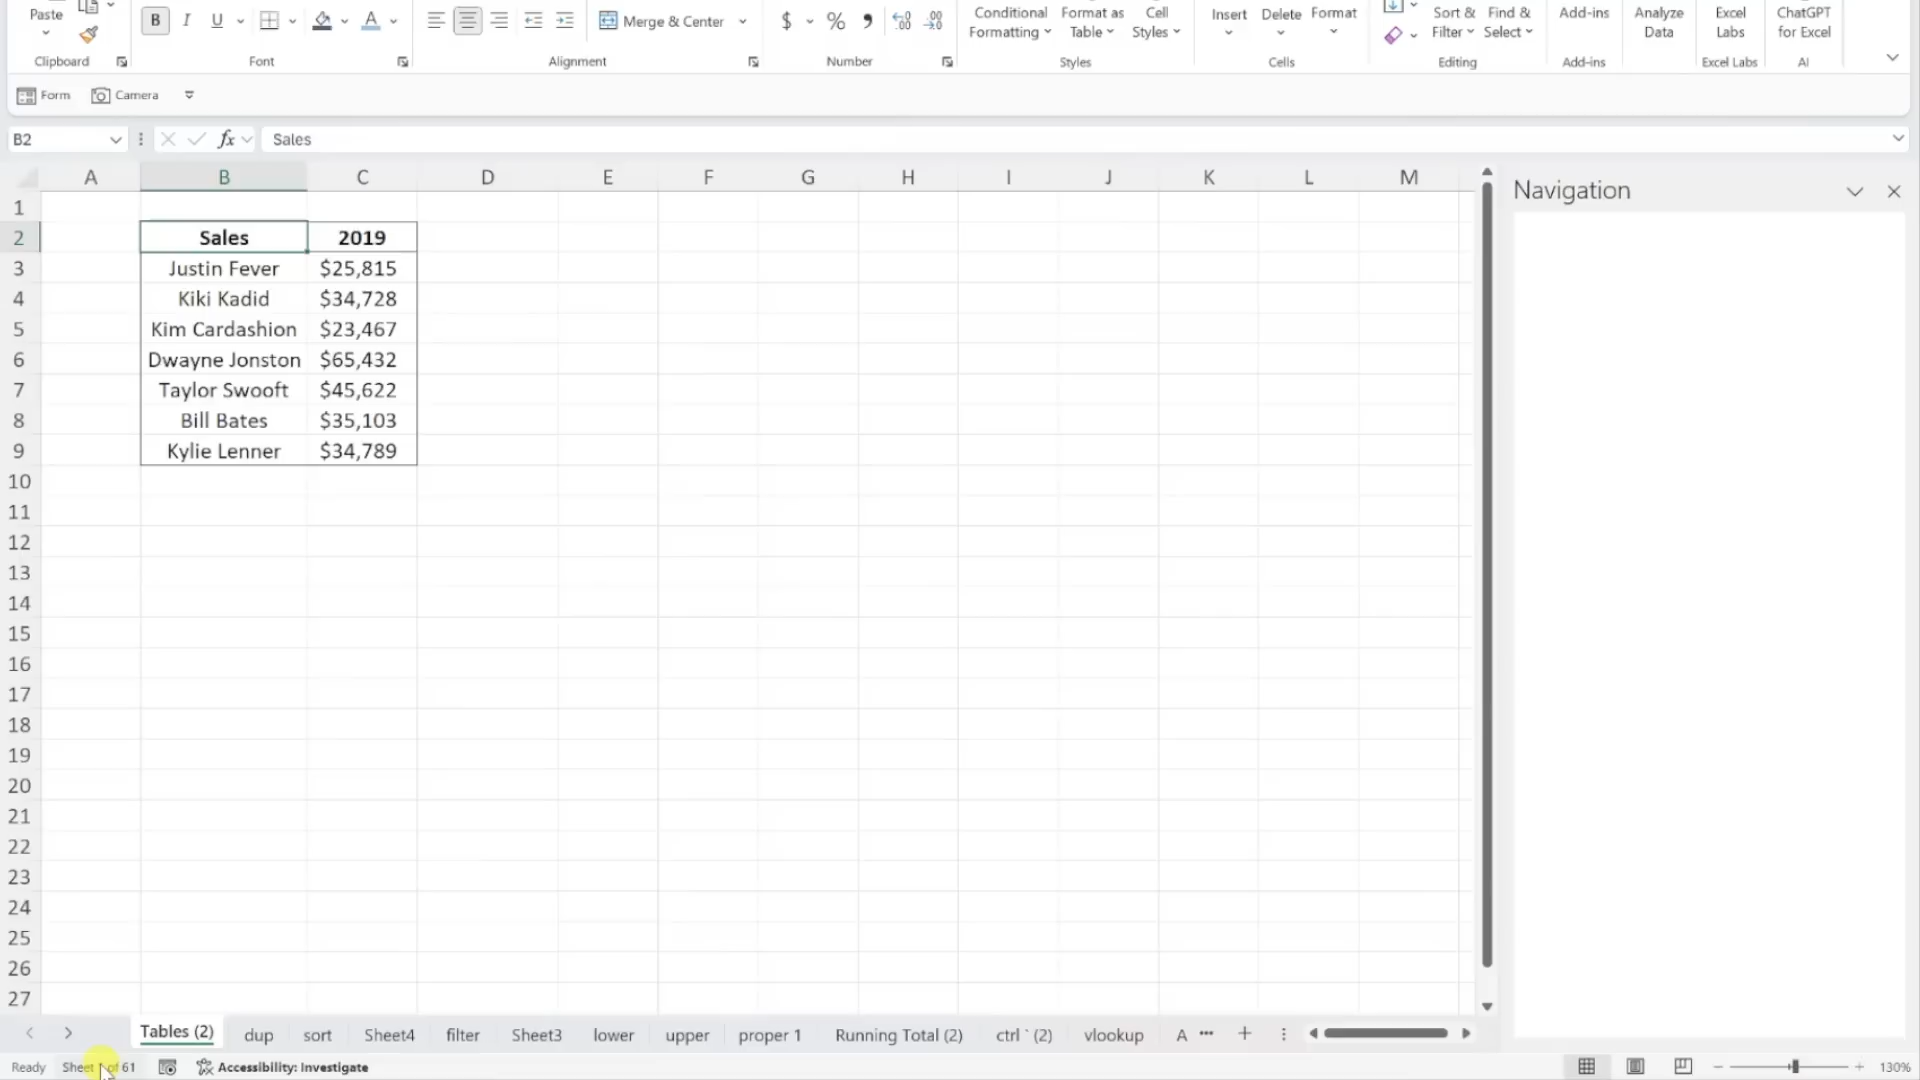 Paste
B I U A
Merge & Center
$ % 9
Conditional Formatting
Format as Table
Cell Styles
Insert Delete Format
Sort & Filter
Find & Select
Add-ins
Analyze Data
Excel Labs
ChatGPT for Excel
Clipboard Font Alignment Number Styles Cells Editing Add-ins Excel Labs AI
Form Camera
B2 fx Sales
A B C D E F G H I J K L M
Navigation
1
2 Sales 2019
3 Justin Fever $25,815
4 Kiki Kadid $34,728
5 Kim Cardashion $23,467
6 Dwayne Jonston $65,432
7 Taylor Swooft $45,622
8 Bill Bates $35,103
9 Kylie Lenner $34,789
10
11
12
13
14
15
16
17
18
19
20
21
22
23
24
25
26
27
Tables (2) dup sort Sheet4 filter Sheet3 lower upper proper 1 Running Total (2) ctrl ` (2) vlookup A ...
Ready Sheet of 61 Accessibility: Investigate 130%